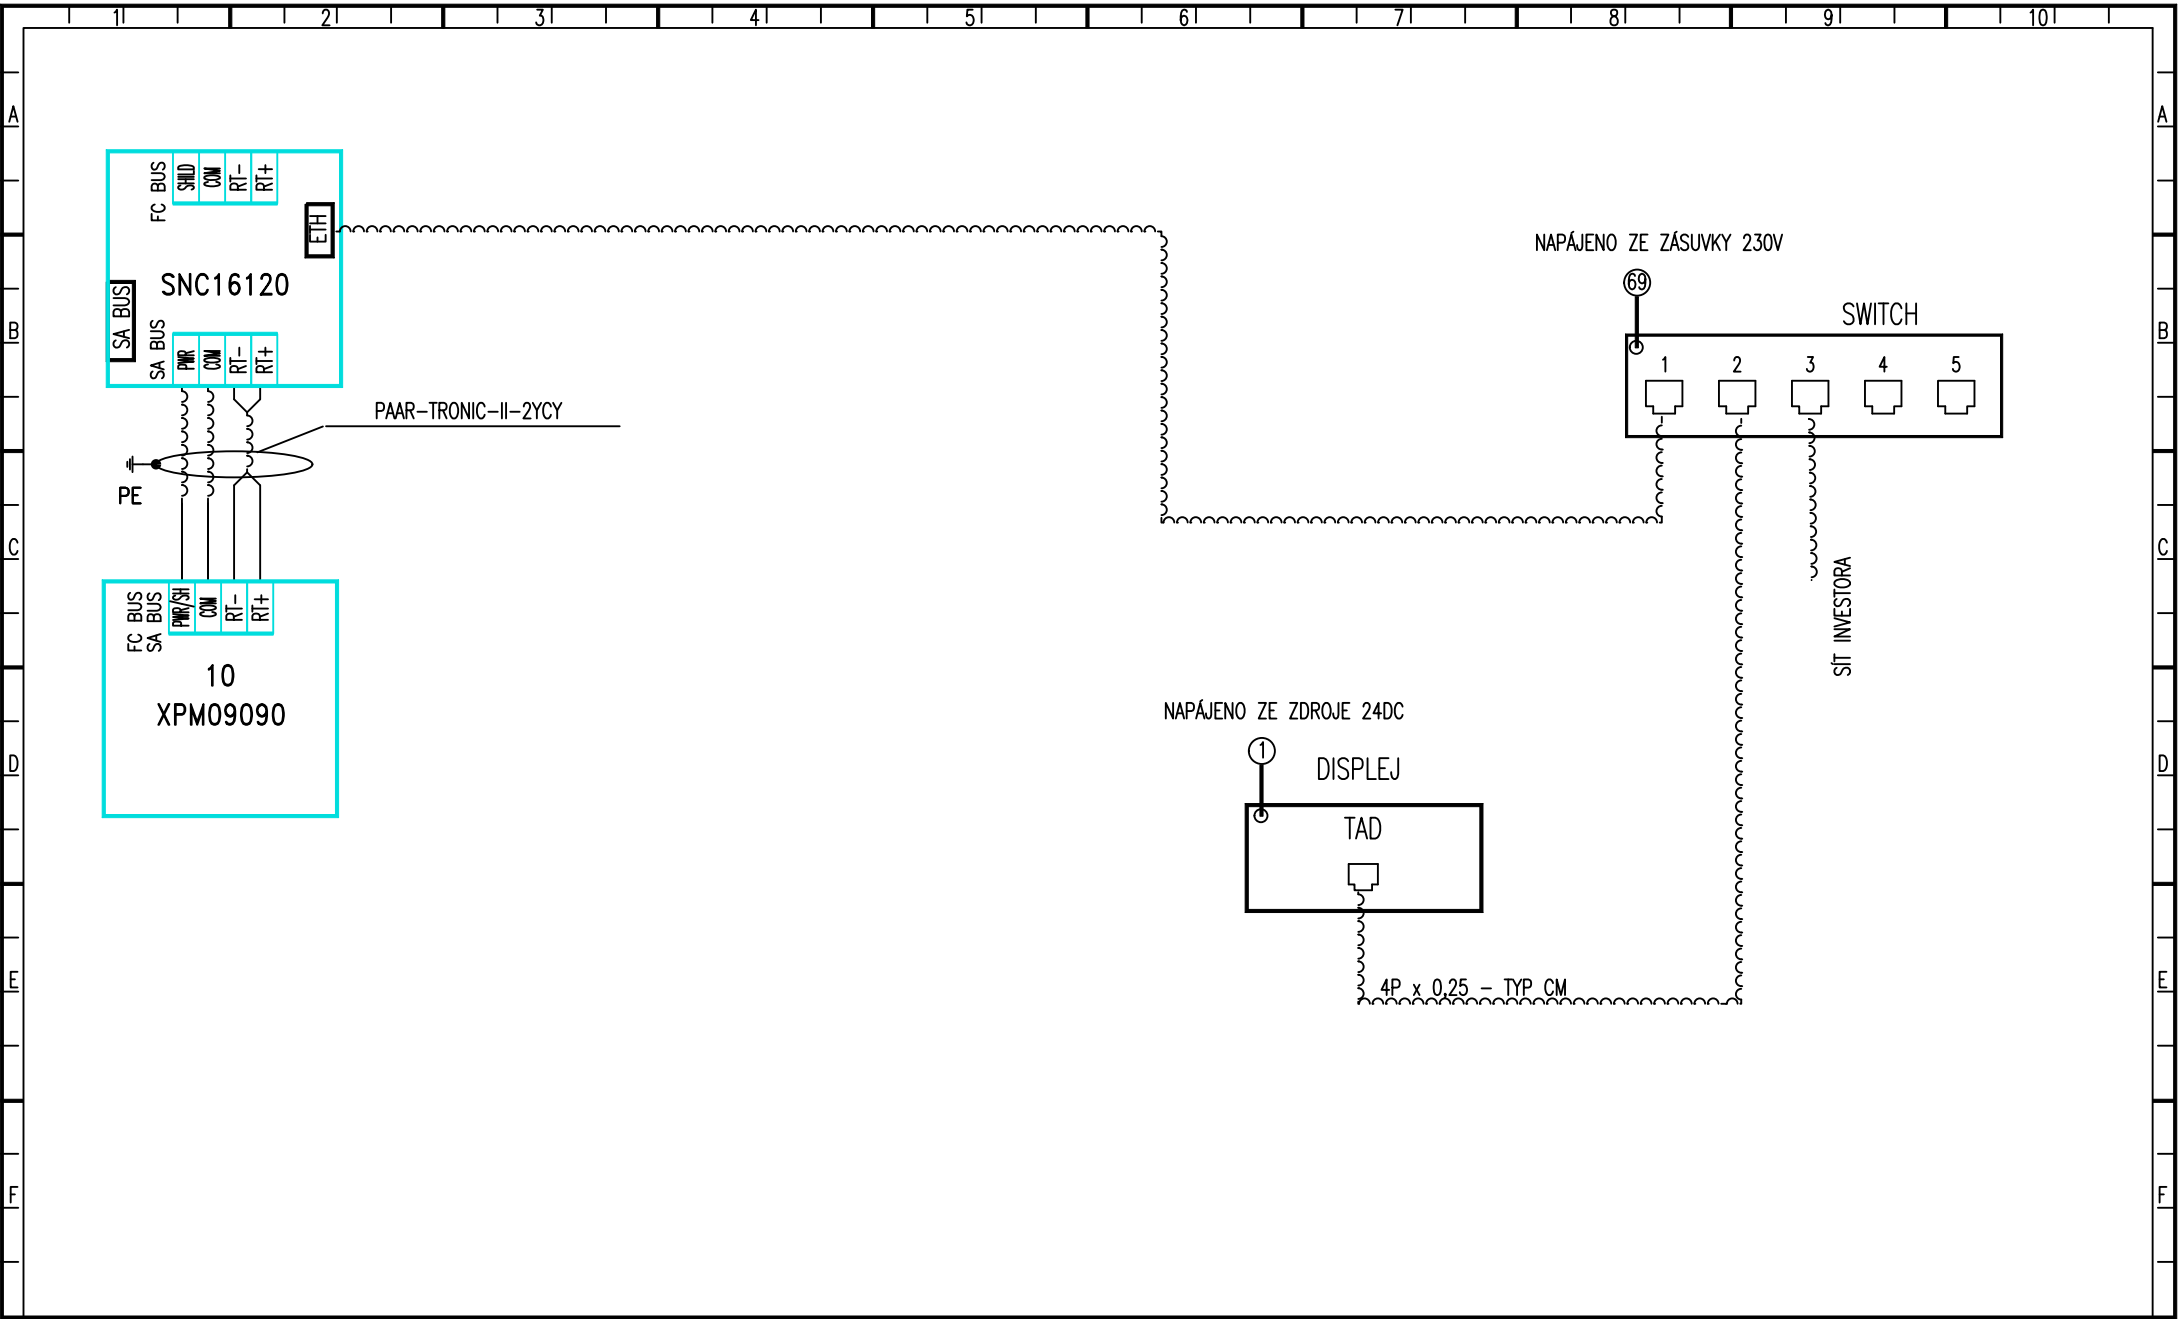 1 2 3 4 5 6 7 8 9 10
A A
FC BUS SHILD COM RT- RT+
ETH
SNC16120
SA BUS
SA BUS PWR COM RT- RT+
B B
NAPÁJENO ZE ZÁSUVKY 230V
69
SWITCH
1 2 3 4 5
PAAR-TRONIC-II-2YCY
PE
C C
SÍT INVESTORA
FC BUS
SA BUS
PWR/SH COM RT- RT+
10
XPM09090
NAPÁJENO ZE ZDROJE 24DC
1
DISPLEJ
D D
TAD
4P x 0,25 - TYP CM
E E
F F